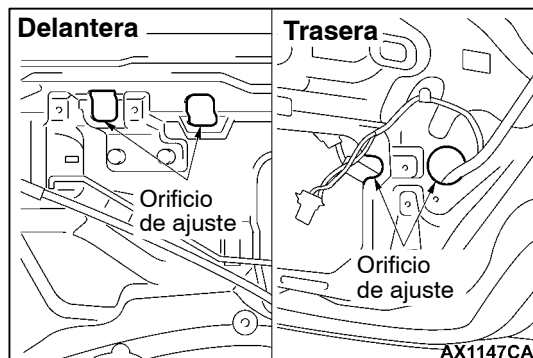 Delantera
Orificio
de ajuste
Trasera
Orificio
de ajuste
AX1147CA